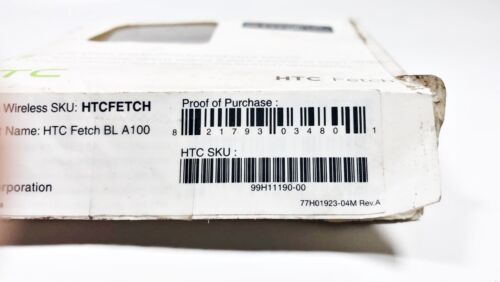 HTC
HTC Fetch
Wireless SKU: HTCFETCH
Name: HTC Fetch BL A100
orporation
Proof of Purchase :
8 21793 03480 1
HTC SKU :
99H11190-00
77H01923-04M Rev.A